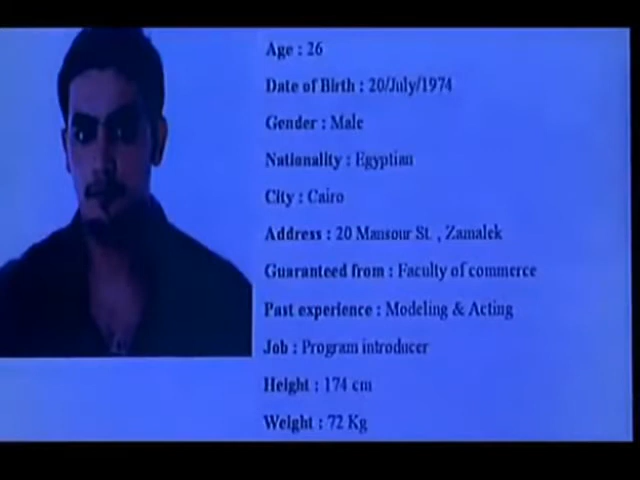 Age : 26
Date of Birth : 20/July/1974
Gender : Male
Nationality : Egyptian
City : Cairo
Address : 20 Mansour St. , Zamalek
Guaranteed from : Faculty of commerce
Past experience : Modeling & Acting
Job : Program introducer
Height : 174 cm
Weight : 72 Kg